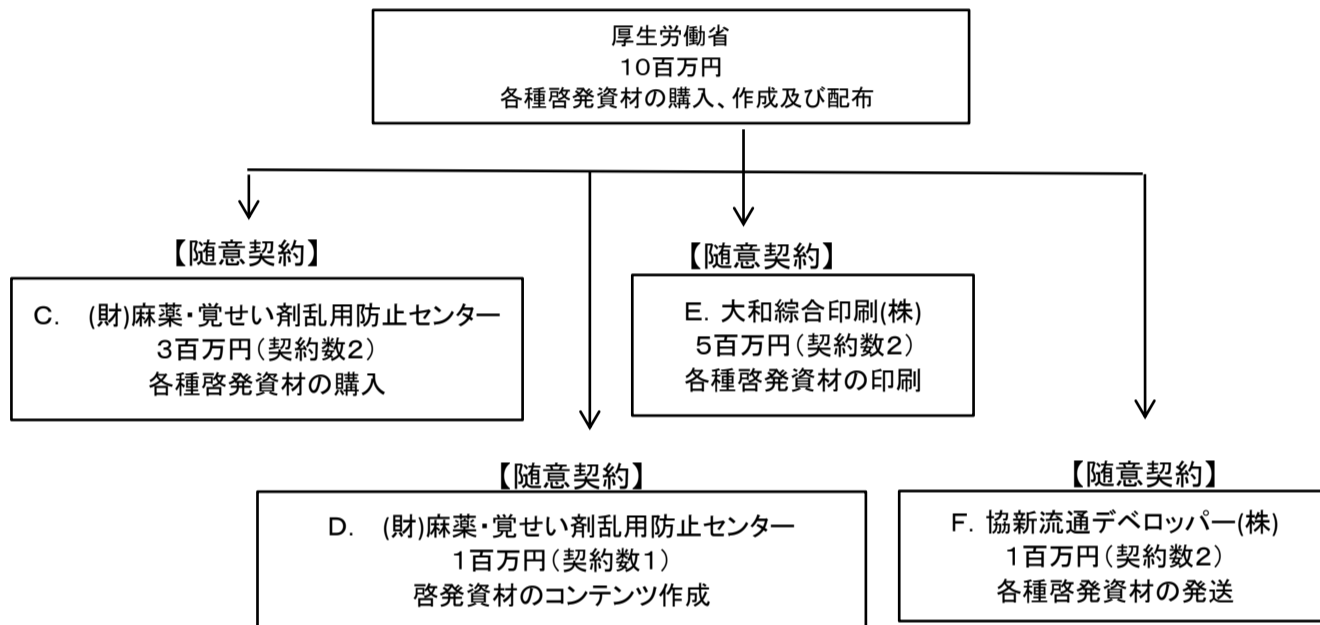 厚生労働省
10百万円
各種啓発資材の購入、作成及び配布
【随意契約】
C.　(財)麻薬・覚せい剤乱用防止センター
3百万円(契約数2)
各種啓発資材の購入
【随意契約】
E. 大和綜合印刷(株)
5百万円(契約数2)
各種啓発資材の印刷
【随意契約】
D.　(財)麻薬・覚せい剤乱用防止センター
1百万円(契約数1)
啓発資材のコンテンツ作成
【随意契約】
F. 協新流通デベロッパー(株)
1百万円(契約数2)
各種啓発資材の発送